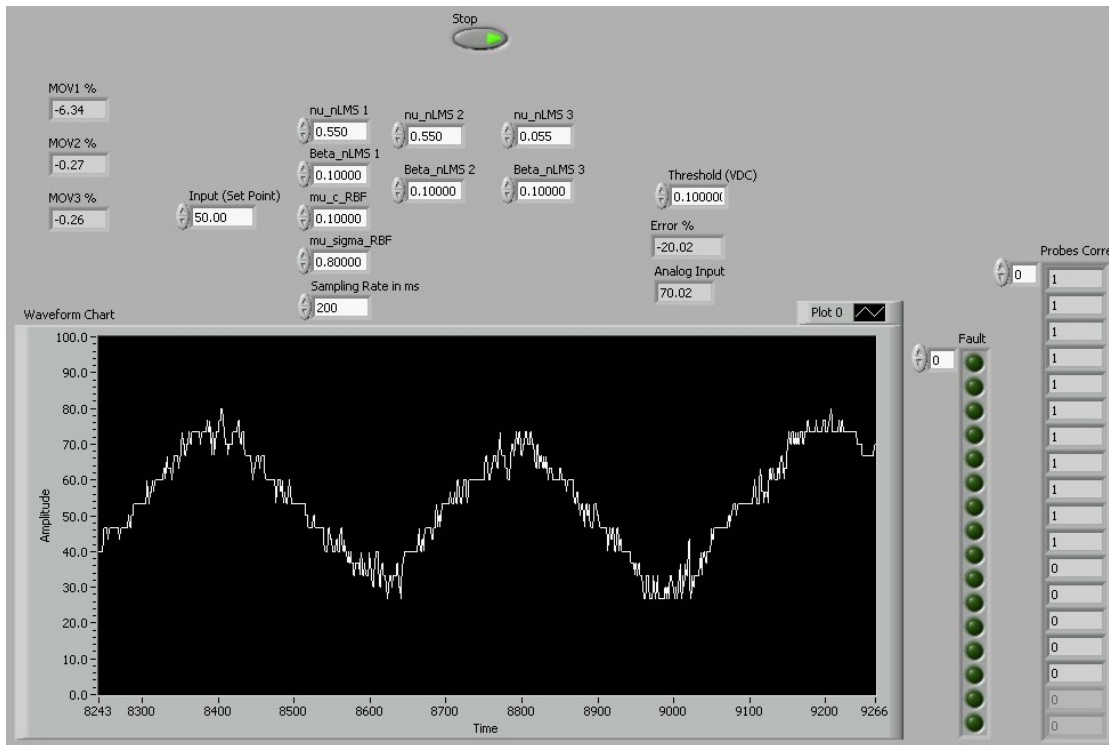 Stop
MOV1 %
-6.34
MOV2 %
-0.27
MOV3 %
-0.26
Input (Set Point)
50.00
nu_nLMS 1
0.550
Beta_nLMS 1
0.10000
mu_c_RBF
0.10000
mu_sigma_RBF
0.80000
Sampling Rate in ms
200
nu_nLMS 2
0.550
Beta_nLMS 2
0.10000
nu_nLMS 3
0.055
Beta_nLMS 3
0.10000
Threshold (VDC)
0.10000(
Error %
-20.02
Analog Input
70.02
Waveform Chart
Plot 0
100.0
90.0
80.0
70.0
60.0
50.0
40.0
30.0
20.0
10.0
0.0
Amplitude
8243 8300 8400 8500 8600 8700 8800 8900 9000 9100 9200 9266
Time
Fault
0
Probes Corre
0
1
1
1
1
1
1
1
1
1
1
1
0
0
0
0
0
0
0